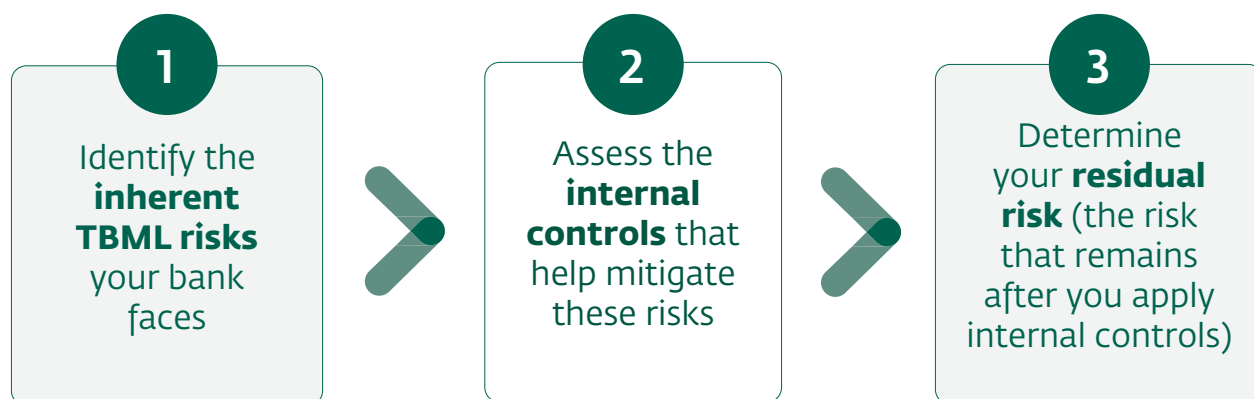 1
Identify the
inherent
TBML risks
your bank
faces
2
Assess the
internal
controls that
help mitigate
these risks
3
Determine
your residual
risk (the risk
that remains
after you apply
internal controls)